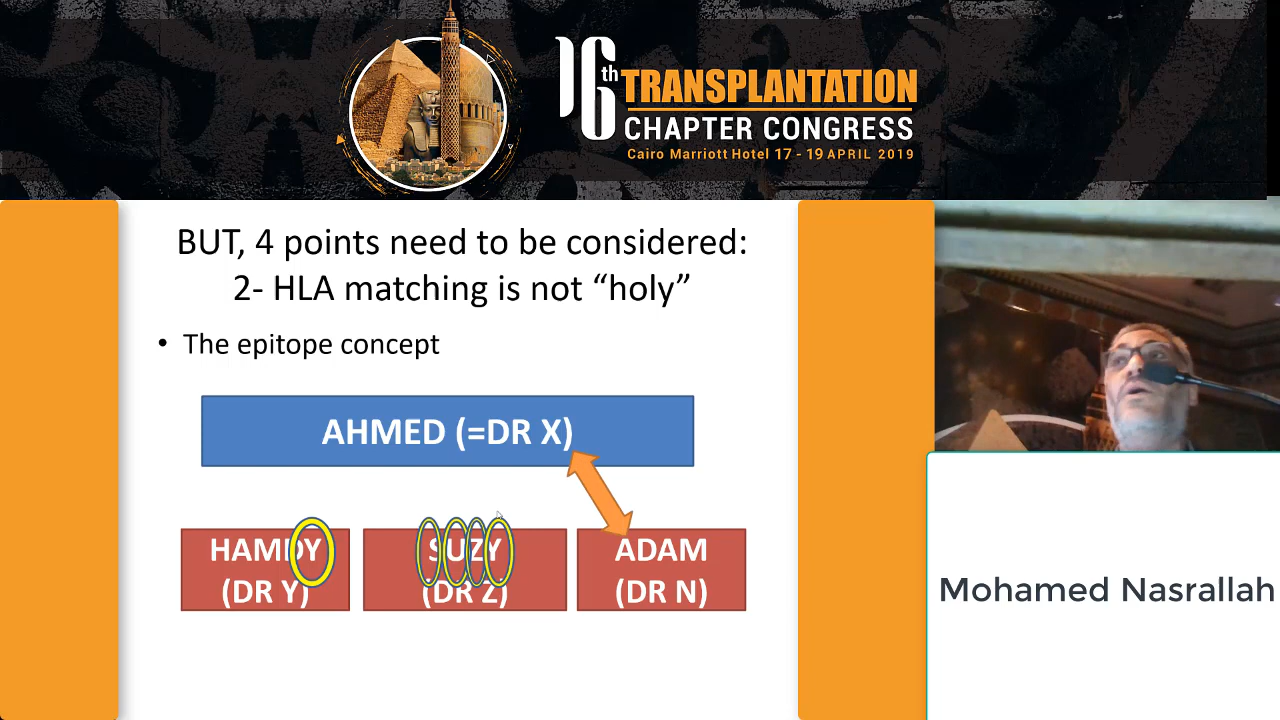 16th TRANSPLANTATION
CHAPTER CONGRESS
Cairo Marriott Hotel 17 - 19 APRIL 2019
BUT, 4 points need to be considered:
2- HLA matching is not “holy”
• The epitope concept
AHMED (=DR X)
HAMDY
(DR Y)
SUZY
(DR Z)
ADAM
(DR N)
Mohamed Nasrallah